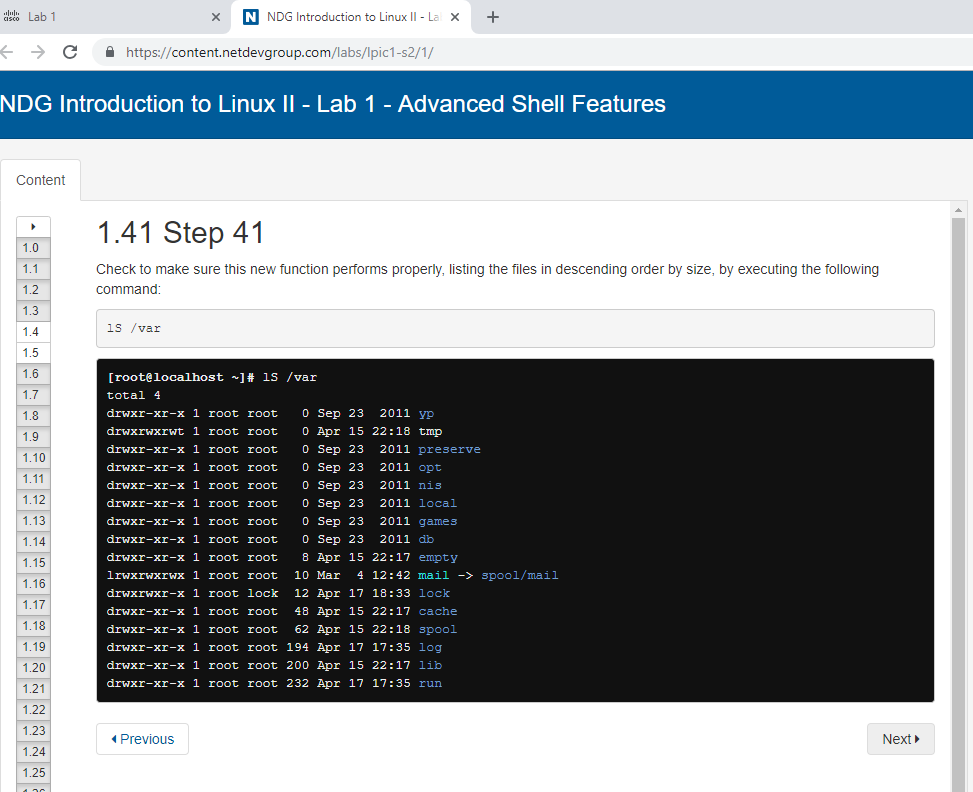 cisco Lab 1
NDG Introduction to Linux II - La
https://content.netdevgroup.com/labs/lpic1-s2/1/
NDG Introduction to Linux II - Lab 1 - Advanced Shell Features
Content
1.0
1.1
1.2
1.3
1.4
1.5
1.6
1.7
1.8
1.9
1.10
1.11
1.12
1.13
1.14
1.15
1.16
1.17
1.18
1.19
1.20
1.21
1.22
1.23
1.24
1.25
1.41 Step 41
Check to make sure this new function performs properly, listing the files in descending order by size, by executing the following
command:
lS /var
[root@localhost ~]# lS /var
total 4
drwxr-xr-x 1 root root   0 Sep 23  2011 yp
drwxrwxrwt 1 root root   0 Apr 15 22:18 tmp
drwxr-xr-x 1 root root   0 Sep 23  2011 preserve
drwxr-xr-x 1 root root   0 Sep 23  2011 opt
drwxr-xr-x 1 root root   0 Sep 23  2011 nis
drwxr-xr-x 1 root root   0 Sep 23  2011 local
drwxr-xr-x 1 root root   0 Sep 23  2011 games
drwxr-xr-x 1 root root   0 Sep 23  2011 db
drwxr-xr-x 1 root root   8 Apr 15 22:17 empty
lrwxrwxrwx 1 root root  10 Mar  4 12:42 mail -> spool/mail
drwxrwxr-x 1 root lock  12 Apr 17 18:33 lock
drwxr-xr-x 1 root root  48 Apr 15 22:17 cache
drwxr-xr-x 1 root root  62 Apr 15 22:18 spool
drwxr-xr-x 1 root root 194 Apr 17 17:35 log
drwxr-xr-x 1 root root 200 Apr 15 22:17 lib
drwxr-xr-x 1 root root 232 Apr 17 17:35 run
Previous
Next